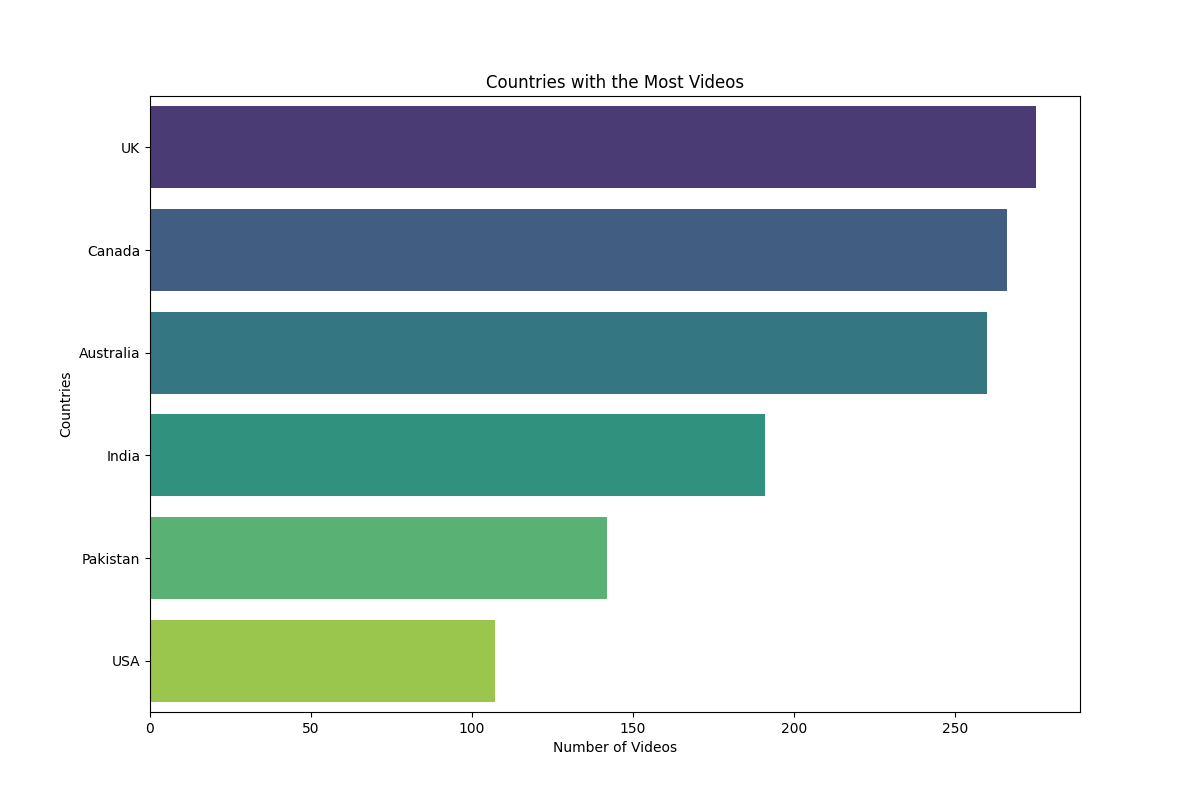 Countries with the Most Videos
Countries
UK
Canada
Australia
India
Pakistan
USA
0 50 100 150 200 250
Number of Videos